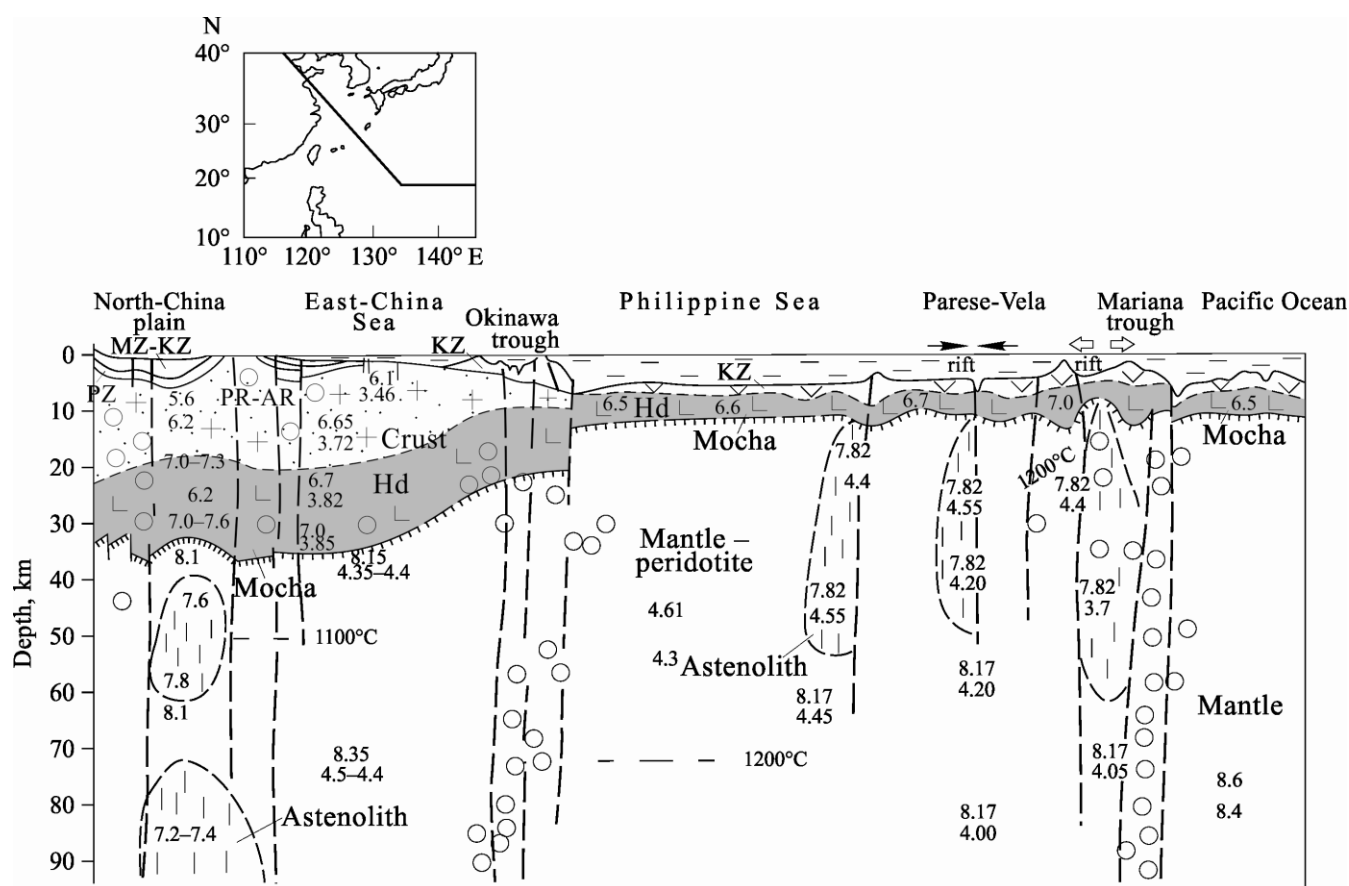 N
40°
30°
20°
10°
110° 120° 130° 140° E
North-China
plain
East-China
Sea
Okinawa
trough
Philippine Sea
Parese-Vela
Mariana
trough
Pacific Ocean
MZ-KZ
KZ
rift
rift
0
PZ
5.6
PR-AR
6.1
3.46
KZ
10
6.2
6.65
3.72
Crust
6.5
Hd
6.6
6.7
7.0
6.5
Mocha
Mocha
7.0–7.3
20
6.7
3.82
Hd
6.2
7.82
4.4
7.82
4.55
1200°C
7.82
4.4
30
7.0–7.6
7.0
3.85
8.1
8.15
4.35–4.4
Mantle –
peridotite
7.82
4.20
40
Mocha
7.6
7.82
4.55
7.82
3.7
4.61
Depth, km
50
1100°C
4.3
Astenolith
7.8
60
8.1
8.17
4.45
8.17
4.20
Mantle
70
8.35
4.5–4.4
1200°C
8.17
4.05
8.6
80
Astenolith
8.17
4.00
8.4
7.2–7.4
90